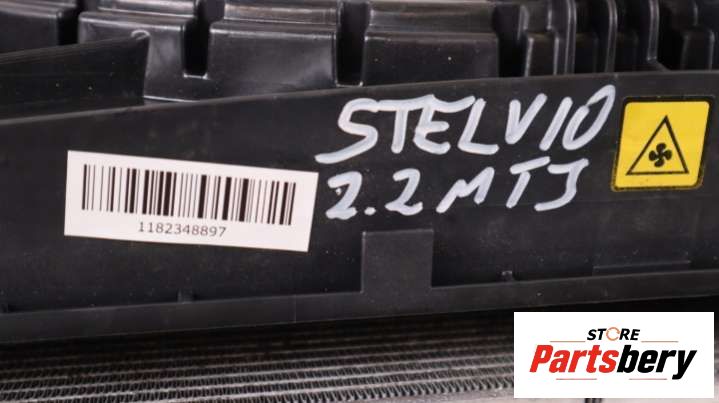 STELVIO
2.2 MTJ
1182348897
STORE
Partsbery